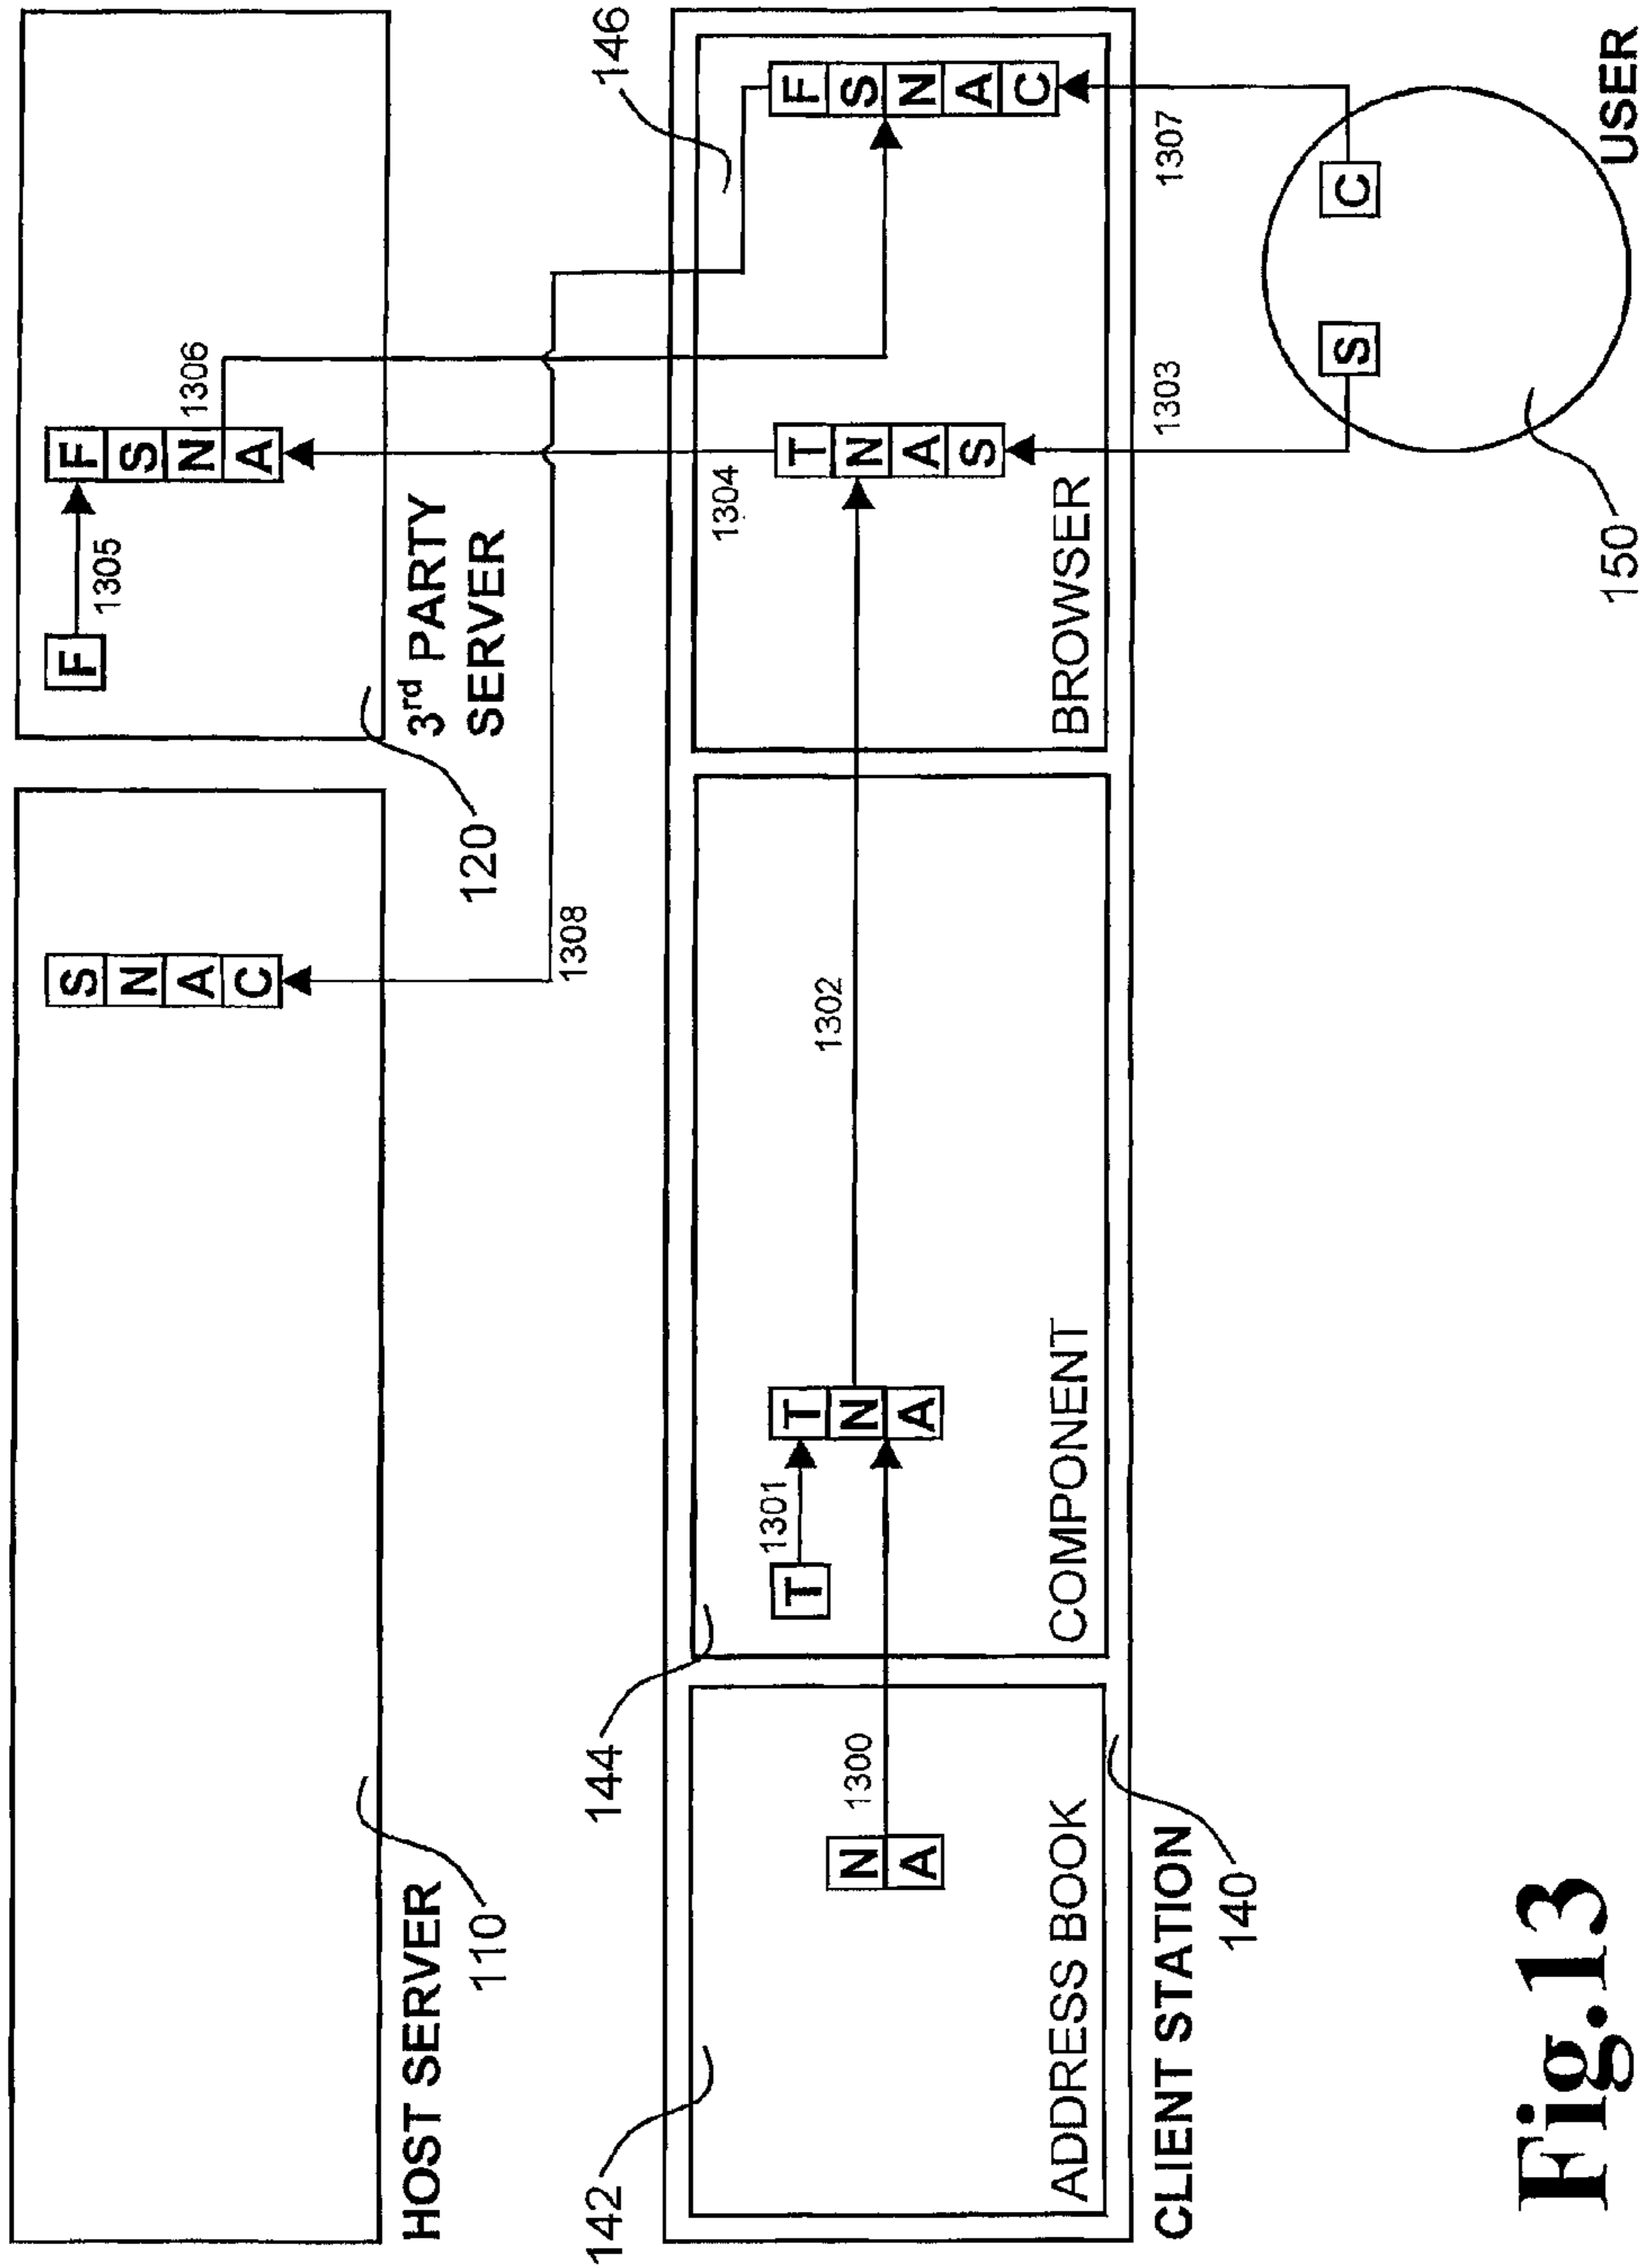 S
N
A
C
F
1305
F
S
N
A
1306
HOST SERVER
110
3rd PARTY
SERVER
120
1308
142
144
146
N
A
1300
T
1301
T
N
A
1302
1304
T
N
A
S
F
S
N
A
C
ADDRESS BOOK
COMPONENT
BROWSER
CLIENT STATION
140
1303
1307
S
C
150
USER
Fig.13